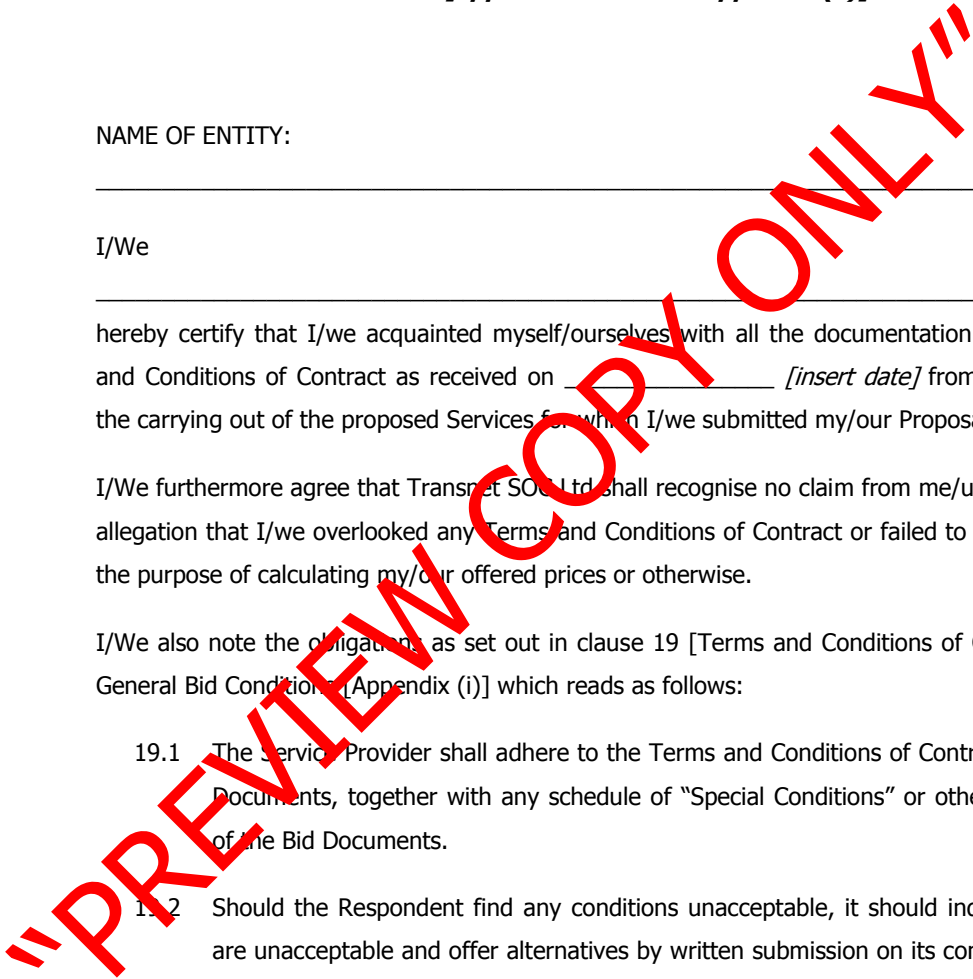 NAME OF ENTITY:
I/We
hereby certify that I/we acquainted myself/ourselves with all the documentation
and Conditions of Contract as received on ________________ [insert date] from
the carrying out of the proposed Services for which I/we submitted my/our
I/We furthermore agree that Transnet SOC Ltd shall recognise no claim from
allegation that I/we overlooked any Terms and Conditions of Contract or failed to
the purpose of calculating my/our offered prices or otherwise.
I/We also note the obligations as set out in clause 19 [Terms and Conditions of
General Bid Conditions [Appendix (i)] which reads as follows:
19.1 The Service Provider shall adhere to the Terms and Conditions of
Documents, together with any schedule of “Special Conditions” or
of the Bid Documents.
19.2 Should the Respondent find any conditions unacceptable, it should
are unacceptable and offer alternatives by written submission on its
“PREVIEW COPY ONLY”